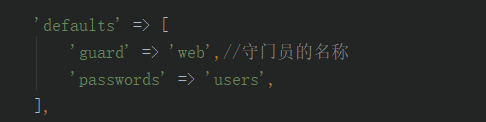 'defaults' => [
'guard' => 'web',//守门员的名称
'passwords' => 'users',
],